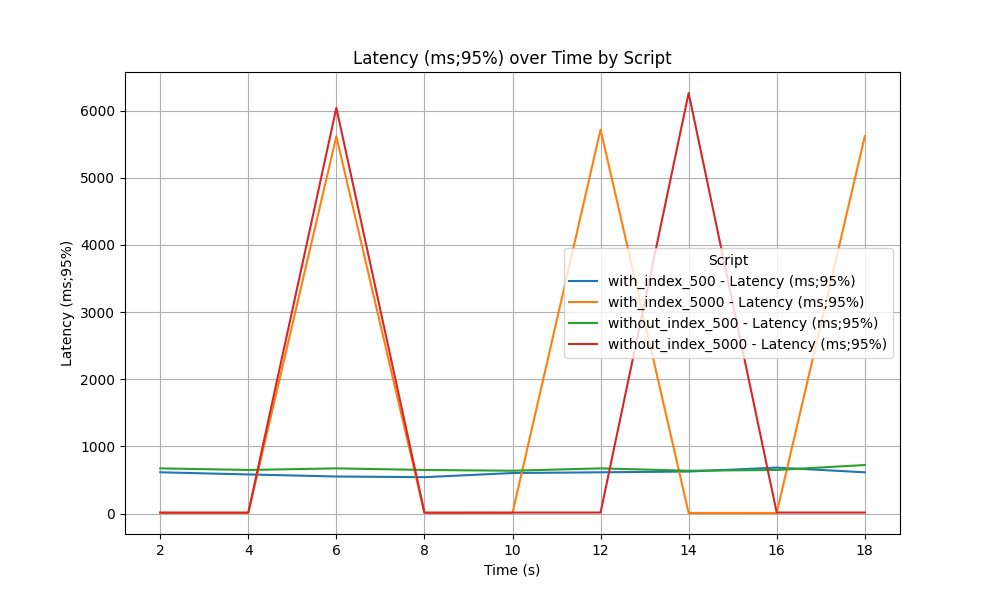 Latency (ms;95%) over Time by Script
Latency (ms;95%)
6000
5000
4000
3000
2000
1000
0
Script
with_index_500 - Latency (ms;95%)
with_index_5000 - Latency (ms;95%)
without_index_500 - Latency (ms;95%)
without_index_5000 - Latency (ms;95%)
2 4 6 8 10 12 14 16 18
Time (s)